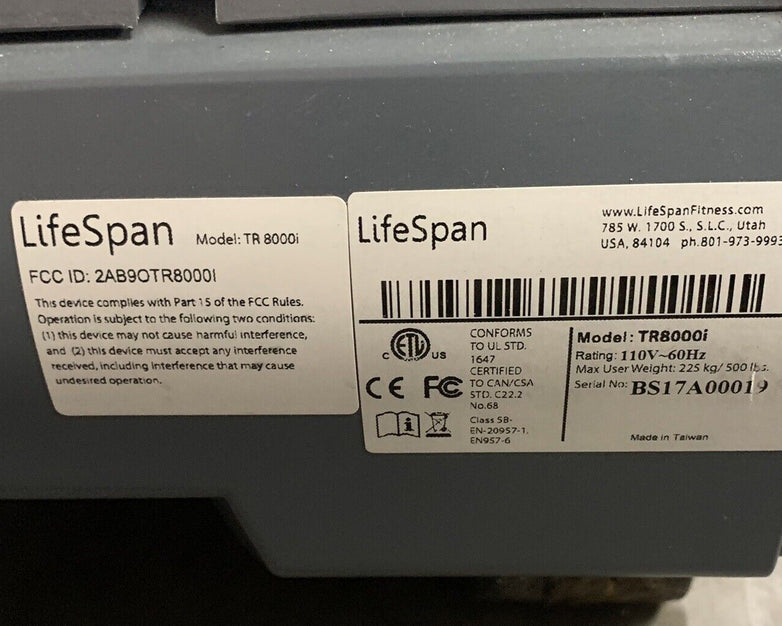 LifeSpan Model: TR 8000i
FCC ID: 2AB9OTR8000I
This device complies with Part 15 of the FCC Rules.
Operation is subject to the following two conditions:
(1) this device may not cause harmful interference,
and (2) this device must accept any interference
received, including interference that may cause
undesired operation.
LifeSpan
www.LifeSpanFitness.com
785 W. 1700 S., S.L.C., Utah
USA, 84104 ph.801-973-9993
C ETL US
CE FC
CONFORMS
TO UL STD.
1647
CERTIFIED
TO CAN/CSA
STD. C22.2
No.68
Class SB-
EN-20957-1,
EN957-6
Model: TR8000i
Rating: 110V~60Hz
Max User Weight: 225 kg/ 500 lbs.
Serial No: BS17A00019
Made in Taiwan